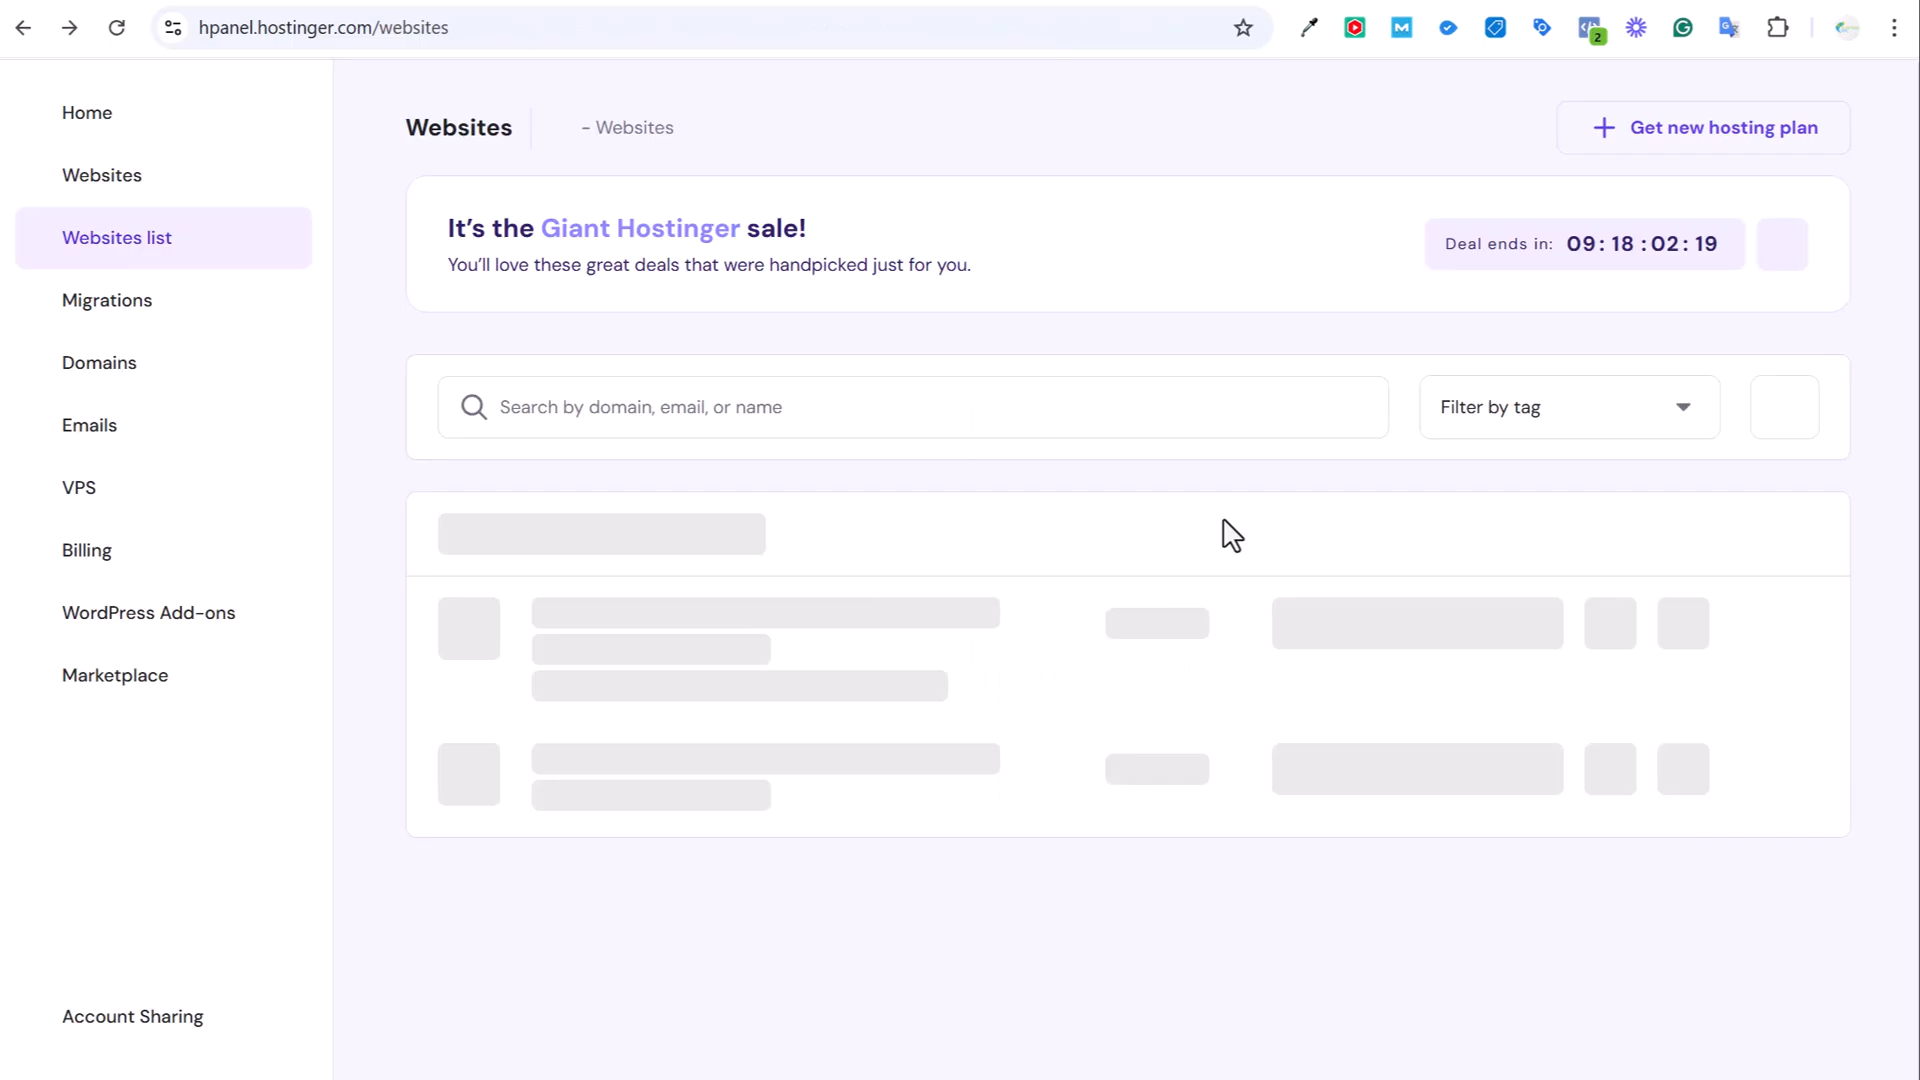 hpanel.hostinger.com/websites
2
Home
Websites
Websites list
Migrations
Domains
Emails
VPS
Billing
WordPress Add-ons
Marketplace
Account Sharing
Websites
- Websites
Get new hosting plan
It's the Giant Hostinger sale!
You'll love these great deals that were handpicked just for you.
Deal ends in: 09 : 18 : 02 : 19
Search by domain, email, or name
Filter by tag